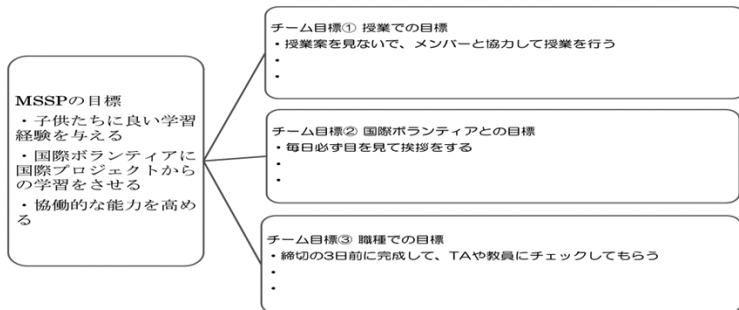 MSSPの目標
・子供たちに良い学習
経験を与える
・国際ボランティアに
国際プロジェクトから
の学習をさせる
・協働的な能力を高め
る
チーム目標① 授業での目標
・授業案を見ないで、メンバーと協力して授業を行う
・
・
チーム目標② 国際ボランティアとの目標
・毎日必ず目を見て挨拶をする
・
・
チーム目標③ 職種での目標
・締切の3日前に完成して、TAや教員にチェックしてもらう
・
・